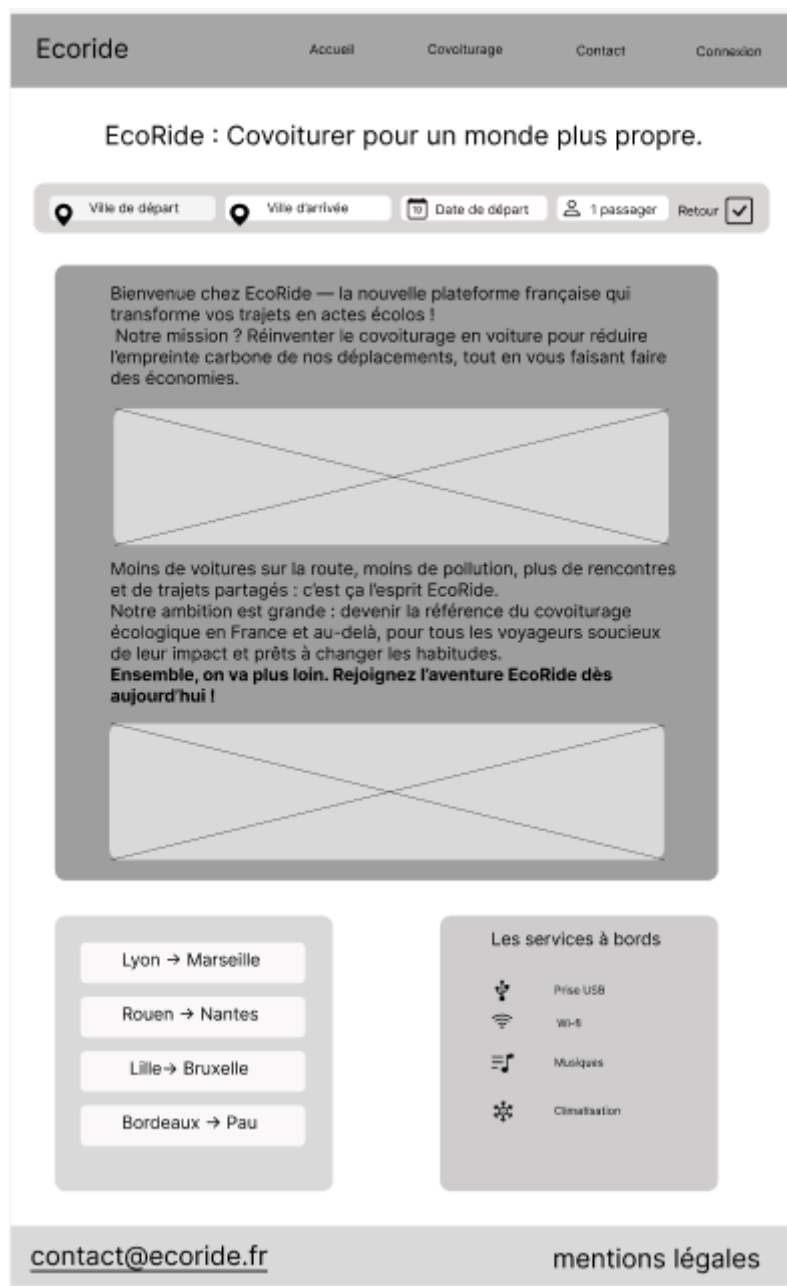 Ecoride Accueil Covoiturage Contact Connexion
EcoRide : Covoiturer pour un monde plus propre.
Ville de départ Ville d'arrivée 19 Date de départ 1 passager Retour
Bienvenue chez EcoRide — la nouvelle plateforme française qui
transforme vos trajets en actes écolos !
Notre mission ? Réinventer le covoiturage en voiture pour réduire
l'empreinte carbone de nos déplacements, tout en vous faisant faire
des économies.
Moins de voitures sur la route, moins de pollution, plus de rencontres
et de trajets partagés : c'est ça l'esprit EcoRide.
Notre ambition est grande : devenir la référence du covoiturage
écologique en France et au-delà, pour tous les voyageurs soucieux
de leur impact et prêts à changer les habitudes.
Ensemble, on va plus loin. Rejoignez l'aventure EcoRide dès
aujourd'hui !
Lyon → Marseille
Rouen → Nantes
Lille→ Bruxelle
Bordeaux → Pau
Les services à bords
Prise USB
Wi-fi
Musiques
Climatisation
contact@ecoride.fr mentions légales